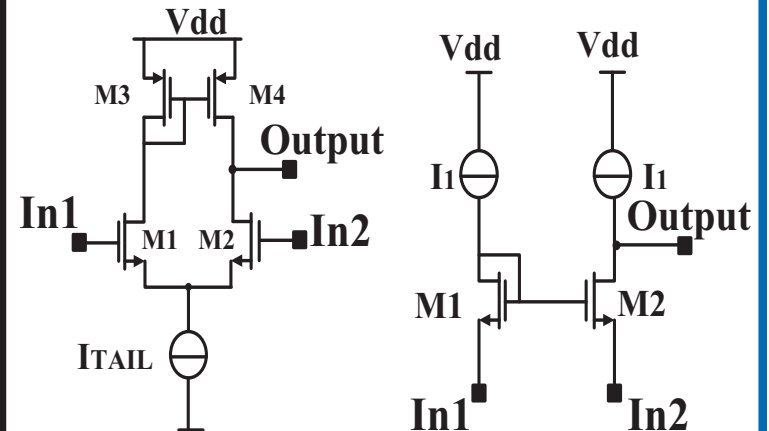 Vdd
M3
M4
Output
In1
M1
M2
In2
ITAIL
Vdd
Vdd
I1
I1
Output
M1
M2
In1
In2